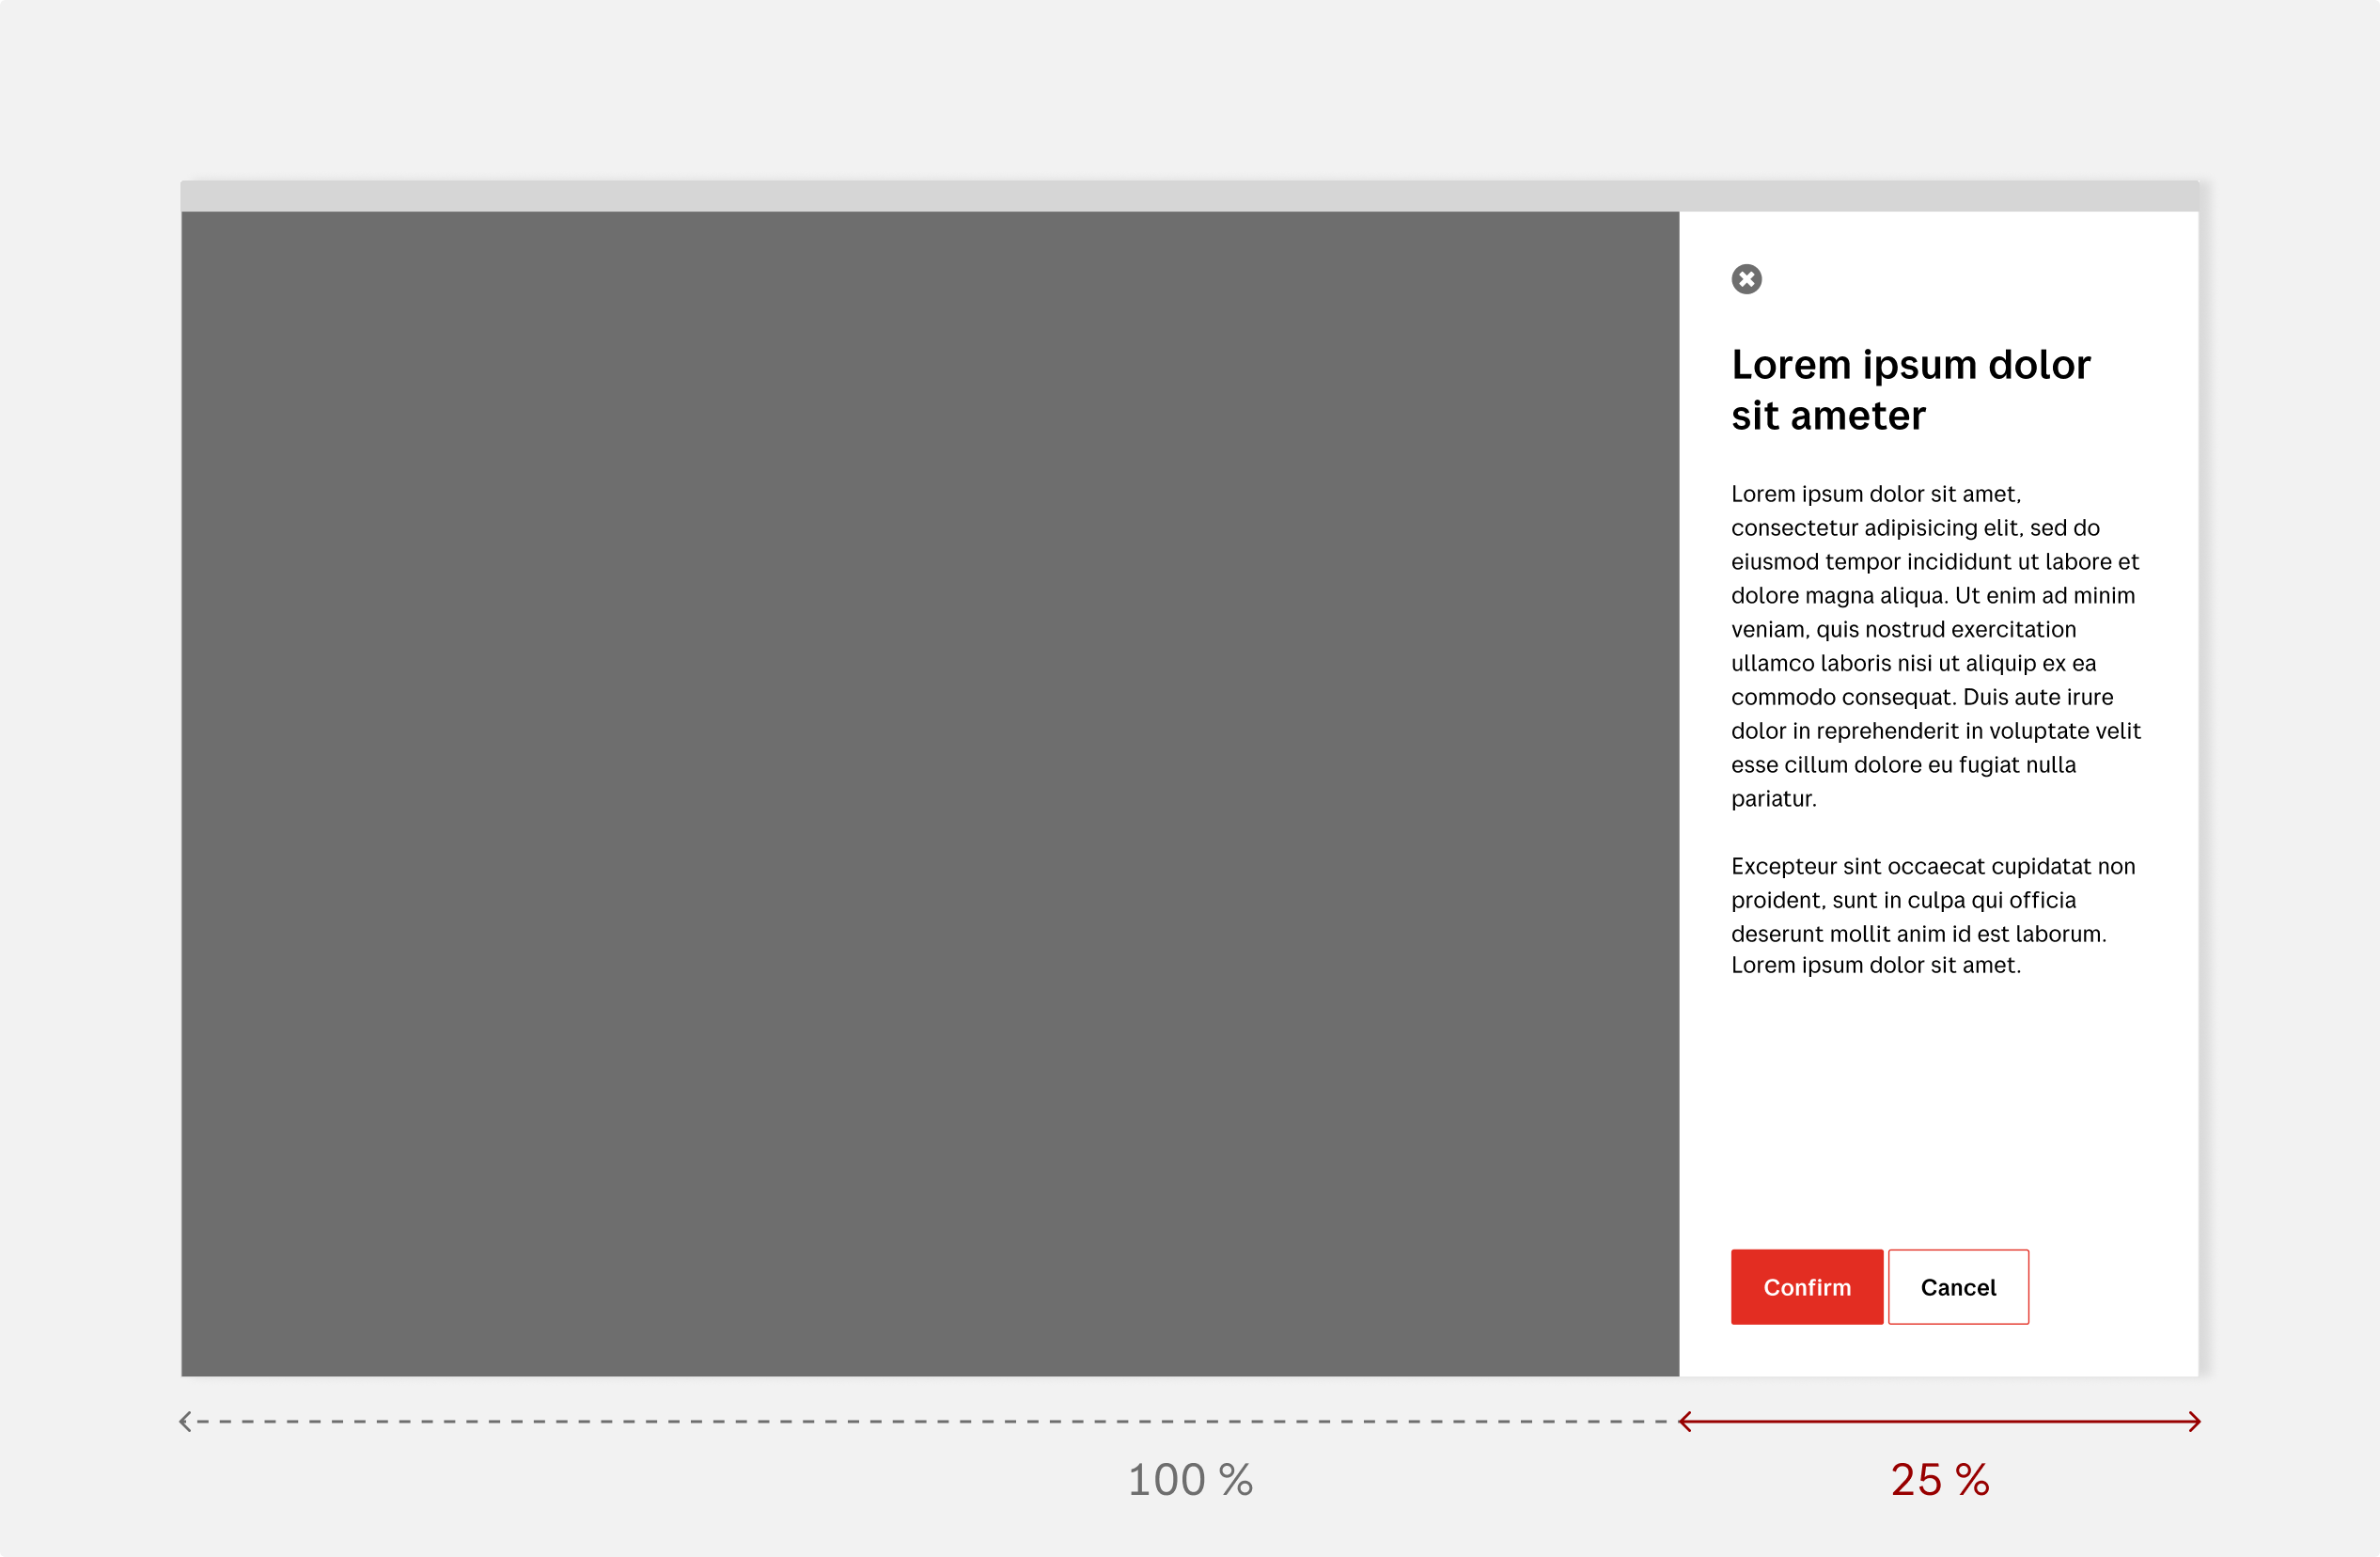 Lorem ipsum dolor
sit ameter
Lorem ipsum dolor sit amet,
consectetur adipisicing elit, sed do
eiusmod tempor incididunt ut labore et
dolore magna aliqua. Ut enim ad minim
veniam, quis nostrud exercitation
ullamco laboris nisi ut aliquip ex ea
commodo consequat. Duis aute irure
dolor in reprehenderit in voluptate velit
esse cillum dolore eu fugiat nulla
pariatur.
Excepteur sint occaecat cupidatat non
proident, sunt in culpa qui officia
deserunt mollit anim id est laborum.
Lorem ipsum dolor sit amet.
Confirm Cancel
100 % 25 %